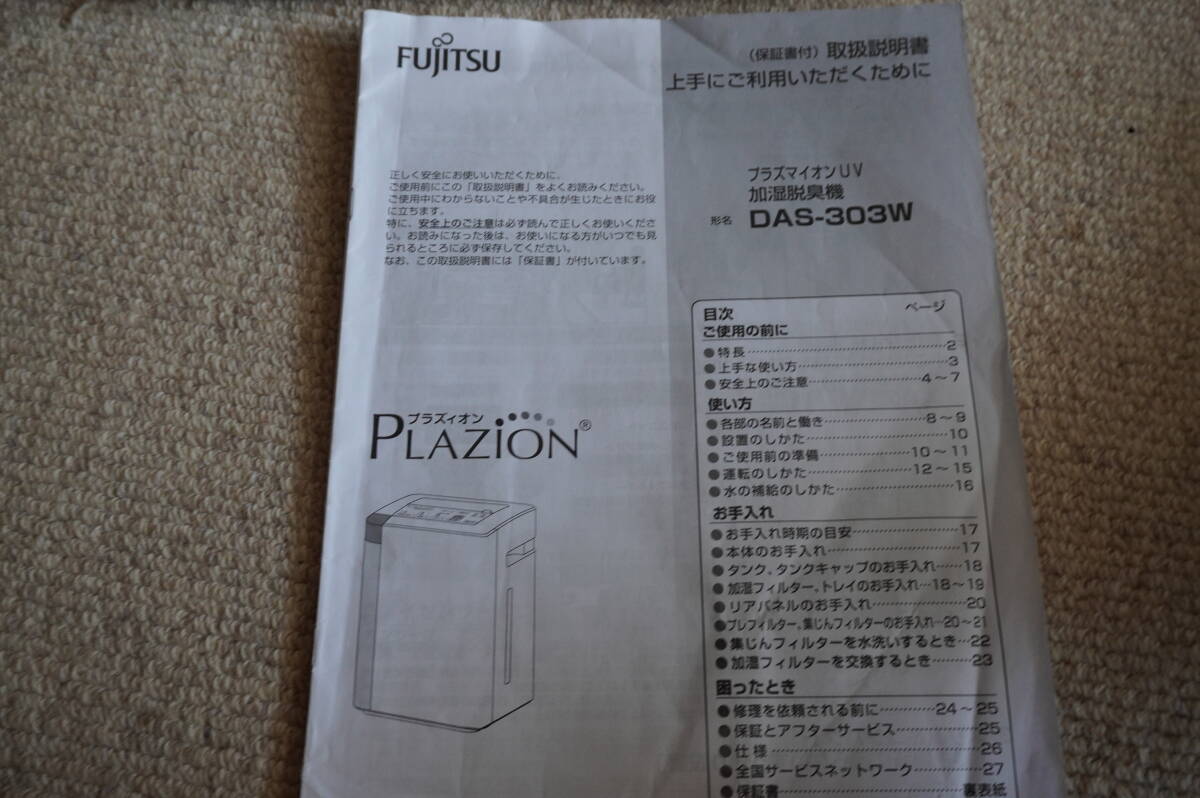 FUJITSU
（保証書付）取扱説明書
上手にご利用いただくために
正しく安全にお使いいただくために、
ご使用前にこの「取扱説明書」をよくお読みください。
ご使用中にわからないことや不具合が生じたときにお役
に立ちます。
特に、安全上のご注意は必ず読んで正しくお使いくださ
い。お読みになった後は、お使いになる方がいつでも見
られるところに必ず保存してください。
なお、この取扱説明書には「保証書」が付いています。
プラズマイオンUV
加湿脱臭機
形名 DAS-303W
プラズィオン
PLAZION®
目次 ページ
ご使用の前に
●特長……………………………………2
●上手な使い方…………………………3
●安全上のご注意…………………4～7
使い方
●各部の名前と働き………………8～9
●設置のしかた………………………10
●ご使用前の準備……………10～11
●運転のしかた………………12～15
●水の補給のしかた…………………16
お手入れ
●お手入れ時期の目安………………17
●本体のお手入れ……………………17
●タンク、タンクキャップのお手入れ……18
●加湿フィルター、トレイのお手入れ…18～19
●リアパネルのお手入れ……………20
●プレフィルター、集じんフィルターのお手入れ…20～21
●集じんフィルターを水洗いするとき…22
●加湿フィルターを交換するとき………23
困ったとき
●修理を依頼される前に…………24～25
●保証とアフターサービス……………25
●仕様…………………………………26
●全国サービスネットワーク……………27
●保証書……………………………裏表紙